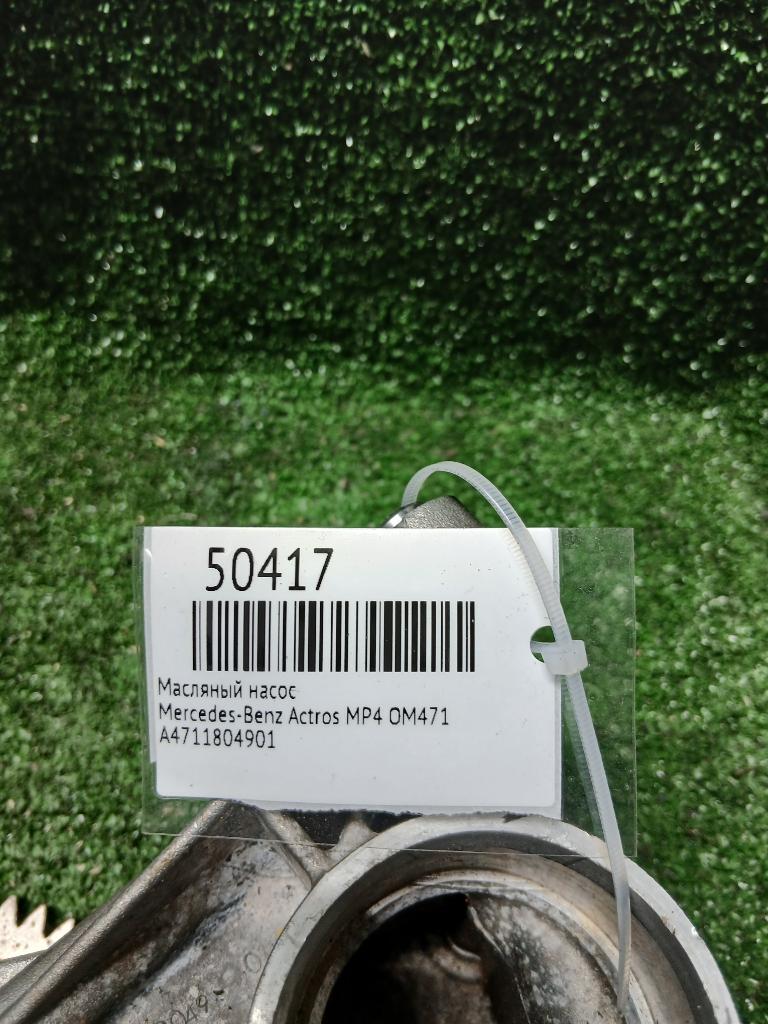 50417
Масляный насос
Mercedes-Benz Actros MP4 OM471
A4711804901